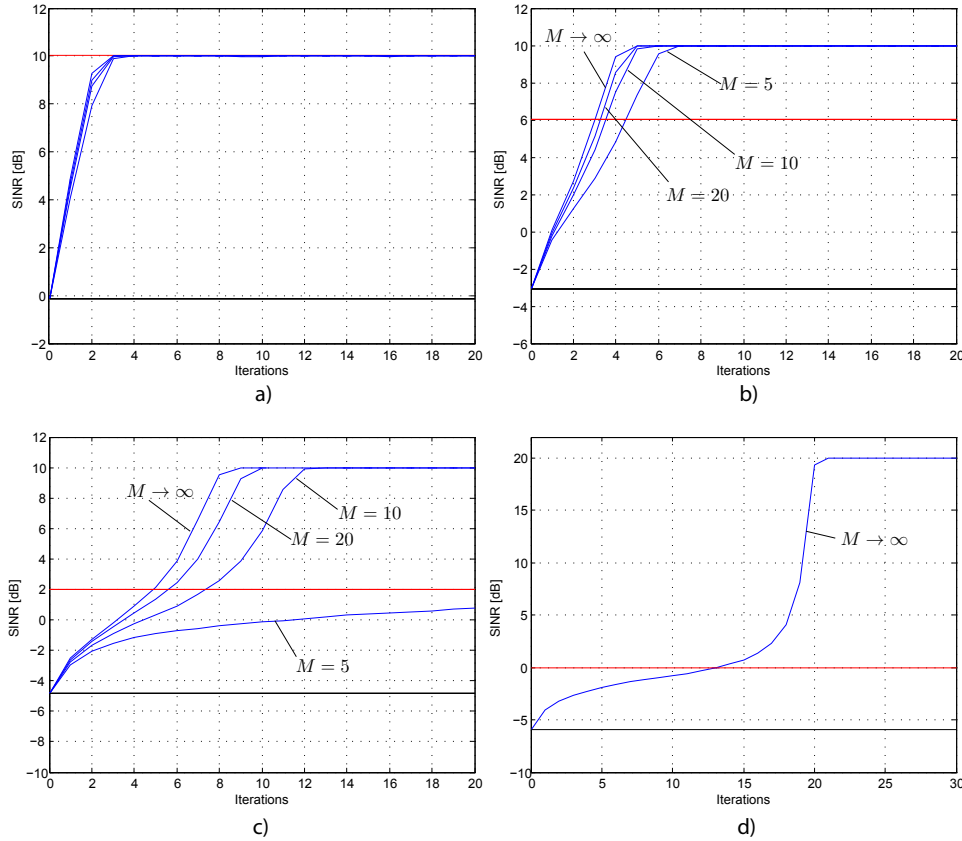 12
10
8
6
4
2
0
−2
SINR [dB]
0 2 4 6 8 10 12 14 16 18 20
Iterations
a)
12
10
8
6
4
2
0
−2
−4
−6
SINR [dB]
M → ∞
M = 5
M = 10
M = 20
0 2 4 6 8 10 12 14 16 18 20
Iterations
b)
12
10
8
6
4
2
0
−2
−4
−6
−8
−10
SINR [dB]
M → ∞
M = 10
M = 20
M = 5
0 2 4 6 8 10 12 14 16 18 20
Iterations
c)
20
15
10
5
0
−5
−10
SINR [dB]
M → ∞
0 5 10 15 20 25 30
Iterations
d)